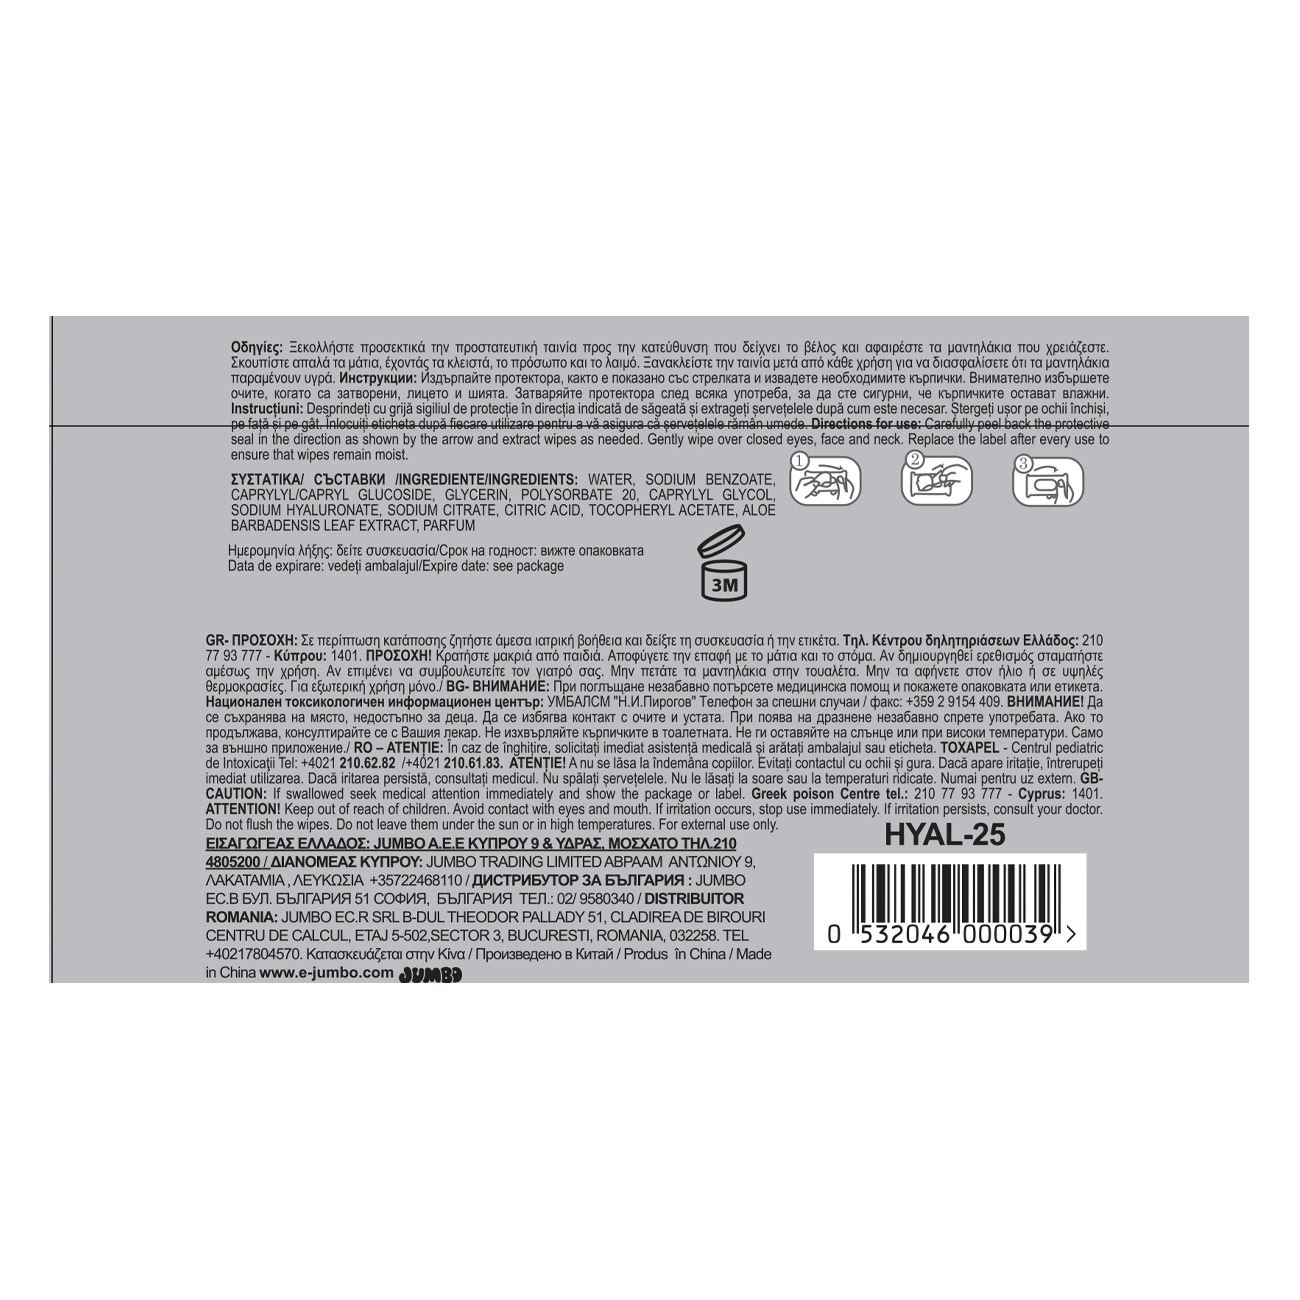 Οδηγίες: Ξεκολλήστε προσεκτικά την προστατευτική ταινία προς την κατεύθυνση που δείχνει το βέλος και αφαιρέστε τα μαντηλάκια που χρειάζεστε.
Σκουπίστε απαλά τα μάτια, έχοντάς τα κλειστά, το πρόσωπο και το λαιμό. Ξανακλείστε την ταινία μετά από κάθε χρήση για να διασφαλίσετε ότι τα μαντηλάκια
παραμένουν υγρά. Инструкции: Издърпайте протектора, както е показано със стрелката и извадете необходимите кърпички. Внимателно избършете
очите, когато са затворени, лицето и шията. Затваряйте протектора след всяка употреба, за да сте сигурни, че кърпичките остават влажни.
Instrucțiuni: Desprindeți cu grijă sigiliul de protecție în direcția indicată de săgeată și extrageți șervețelele după cum este necesar. Ștergeți ușor pe ochii închiși,
pe față și pe gât. Înlocuiți eticheta după fiecare utilizare pentru a vă asigura că șervețelele rămân umede. Directions for use: Carefully peel back the protective
seal in the direction as shown by the arrow and extract wipes as needed. Gently wipe over closed eyes, face and neck. Replace the label after every use to
ensure that wipes remain moist.
1 2 3
ΣΥΣΤΑΤΙΚΑ/ СЪСТАВКИ /INGREDIENTE/INGREDIENTS: WATER, SODIUM BENZOATE,
CAPRYLYL/CAPRYL GLUCOSIDE, GLYCERIN, POLYSORBATE 20, CAPRYLYL GLYCOL,
SODIUM HYALURONATE, SODIUM CITRATE, CITRIC ACID, TOCOPHERYL ACETATE, ALOE
BARBADENSIS LEAF EXTRACT, PARFUM
Ημερομηνία λήξης: δείτε συσκευασία/Срок на годност: вижте опаковката
Data de expirare: vedeți ambalajul/Expire date: see package
3M
GR- ΠΡΟΣΟΧΗ: Σε περίπτωση κατάποσης ζητήστε άμεσα ιατρική βοήθεια και δείξτε τη συσκευασία ή την ετικέτα. Τηλ. Κέντρου δηλητηριάσεων Ελλάδος: 210
77 93 777 - Κύπρου: 1401. ΠΡΟΣΟΧΗ! Κρατήστε μακριά από παιδιά. Αποφύγετε την επαφή με το μάτια και το στόμα. Αν δημιουργηθεί ερεθισμός σταματήστε
αμέσως την χρήση. Αν επιμένει να συμβουλευτείτε τον γιατρό σας. Μην πετάτε τα μαντηλάκια στην τουαλέτα. Μην τα αφήνετε στον ήλιο ή σε υψηλές
θερμοκρασίες. Για εξωτερική χρήση μόνο./ BG- ВНИМАНИЕ: При поглъщане незабавно потърсете медицинска помощ и покажете опаковката или етикета.
Национален токсикологичен информационен център: УМБАЛСМ "Н.И.Пирогов" Телефон за спешни случаи / факс: +359 2 9154 409. ВНИМАНИЕ! Да
се съхранява на място, недостъпно за деца. Да се избягва контакт с очите и устата. При поява на дразнене незабавно спрете употребата. Ако то
продължава, консултирайте се с Вашия лекар. Не изхвърляйте кърпичките в тоалетната. Не ги оставяйте на слънце или при високи температури. Само
за външно приложение./ RO – ATENȚIE: În caz de înghițire, solicitați imediat asistență medicală și arătați ambalajul sau eticheta. TOXAPEL - Centrul pediatric
de Intoxicații Tel: +4021 210.62.82 /+4021 210.61.83. ATENȚIE! A nu se lăsa la îndemâna copiilor. Evitați contactul cu ochii și gura. Dacă apare iritație, întrerupeți
imediat utilizarea. Dacă iritarea persistă, consultați medicul. Nu spălați șervețelele. Nu le lăsați la soare sau la temperaturi ridicate. Numai pentru uz extern. GB-
CAUTION: If swallowed seek medical attention immediately and show the package or label. Greek poison Centre tel.: 210 77 93 777 - Cyprus: 1401.
ATTENTION! Keep out of reach of children. Avoid contact with eyes and mouth. If irritation occurs, stop use immediately. If irritation persists, consult your doctor.
Do not flush the wipes. Do not leave them under the sun or in high temperatures. For external use only.
ΕΙΣΑΓΩΓΕΑΣ ΕΛΛΑΔΟΣ: JUMBO A.E.E ΚΥΠΡΟΥ 9 & ΥΔΡΑΣ, ΜΟΣΧΑΤΟ ΤΗΛ.210
4805200 / ΔΙΑΝΟΜΕΑΣ ΚΥΠΡΟΥ: JUMBO TRADING LIMITED ΑΒΡΑΑΜ ΑΝΤΩΝΙΟΥ 9,
ΛΑΚΑΤΑΜΙΑ , ΛΕΥΚΩΣΙΑ +35722468110 / ДИСТРИБУТОР ЗА БЪЛГАРИЯ : JUMBO
EC.B БУЛ. БЪЛГАРИЯ 51 СОФИЯ, БЪЛГАРИЯ ТЕЛ.: 02/ 9580340 / DISTRIBUITOR
ROMANIA: JUMBO EC.R SRL B-DUL THEODOR PALLADY 51, CLADIREA DE BIROURI
CENTRU DE CALCUL, ETAJ 5-502,SECTOR 3, BUCURESTI, ROMANIA, 032258. TEL
+40217804570. Κατασκευάζεται στην Κίνα / Произведено в Китай / Produs în China / Made
in China www.e-jumbo.com JUMBO
HYAL-25
0 532046 000039 >